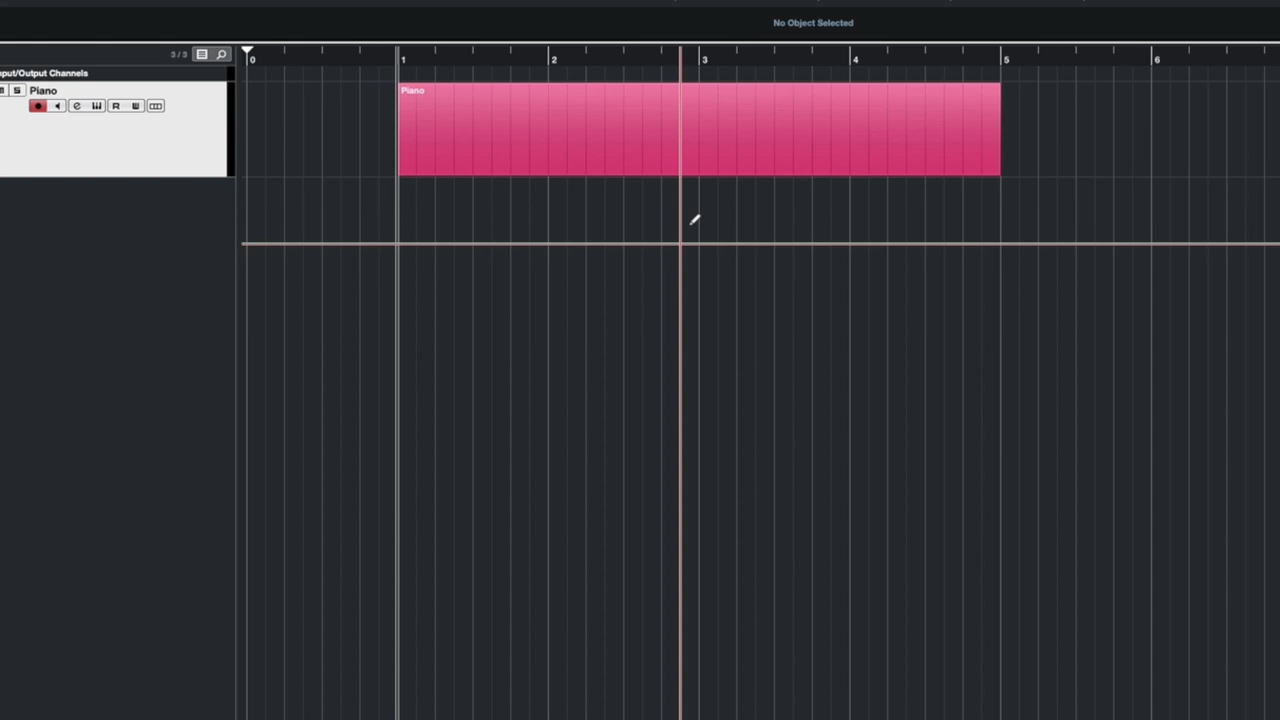 No Object Selected
3 / 3
0 1 2 3 4 5 6
nput/Output Channels
S Piano
R W
Piano